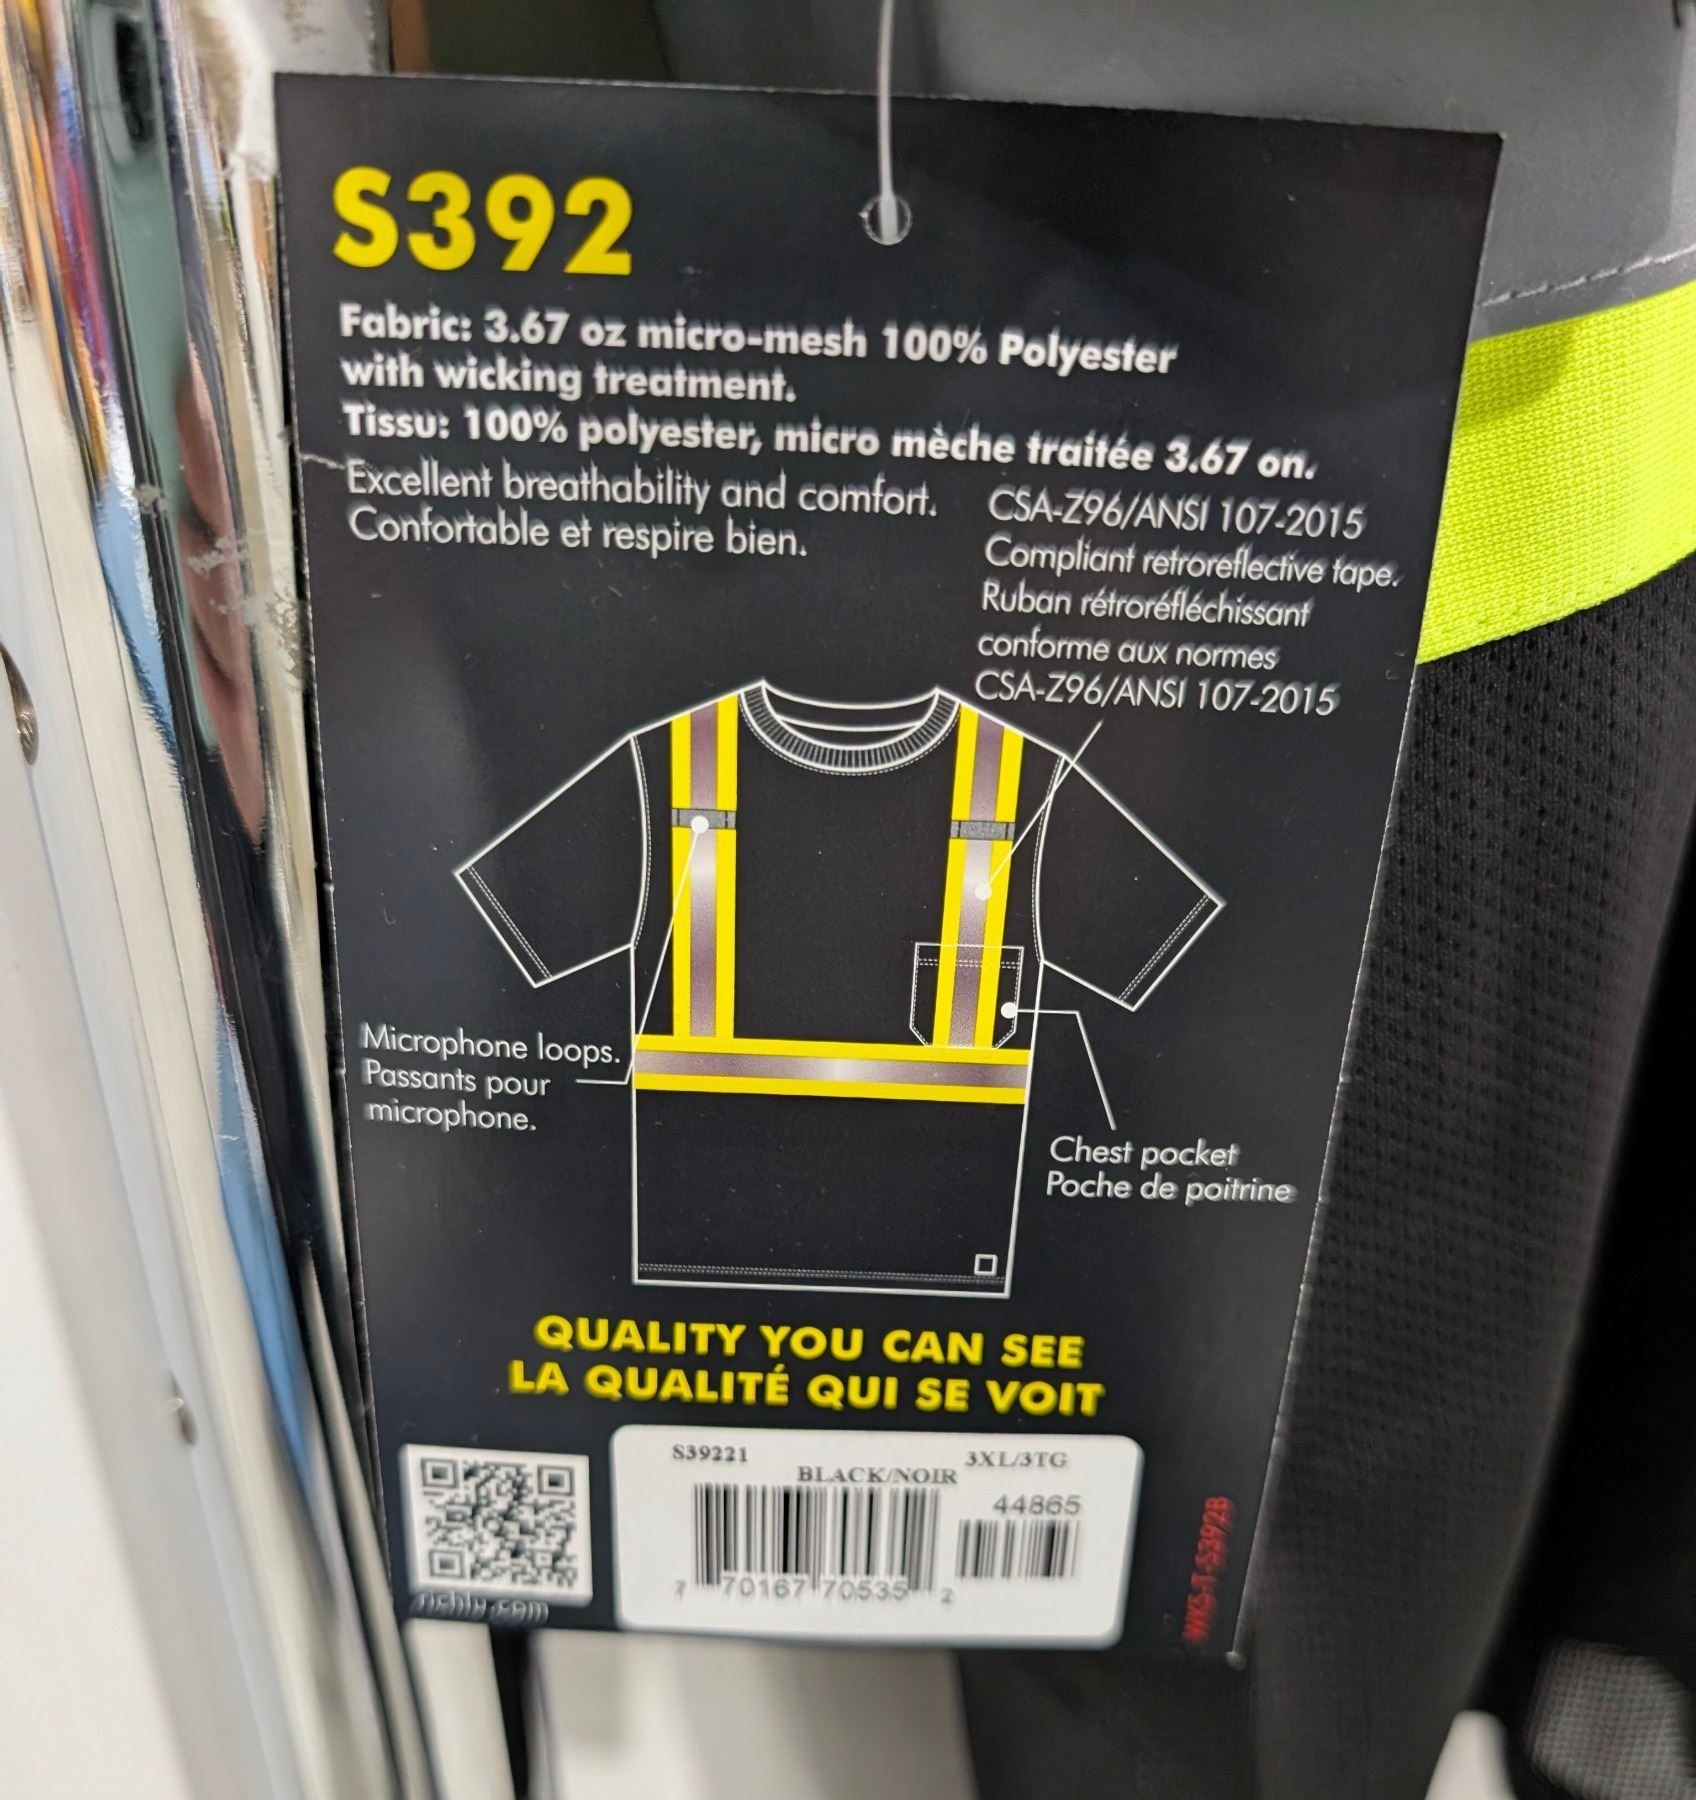 S392
Fabric: 3.67 oz micro-mesh 100% Polyester
with wicking treatment.
Tissu: 100% polyester, micro mèche traitée 3.67 on.
Excellent breathability and comfort.
Confortable et respire bien.
CSA-Z96/ANSI 107-2015
Compliant retroreflective tape.
Ruban rétroréfléchissant
conforme aux normes
CSA-Z96/ANSI 107-2015
Microphone loops.
Passants pour
microphone.
Chest pocket
Poche de poitrine
QUALITY YOU CAN SEE
LA QUALITÉ QUI SE VOIT
S39221
3XL/3TG
BLACK/NOIR
44865
7 70167 70535 2
richlu.com
WKS-T-S392B